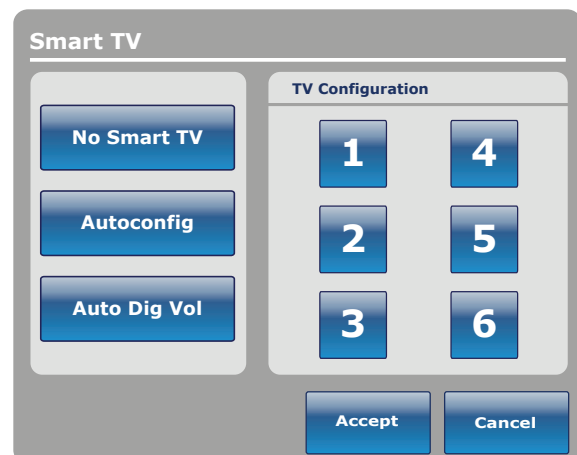 Smart TV
No Smart TV
Autoconfig
Auto Dig Vol
TV Configuration
1 4
2 5
3 6
Accept Cancel